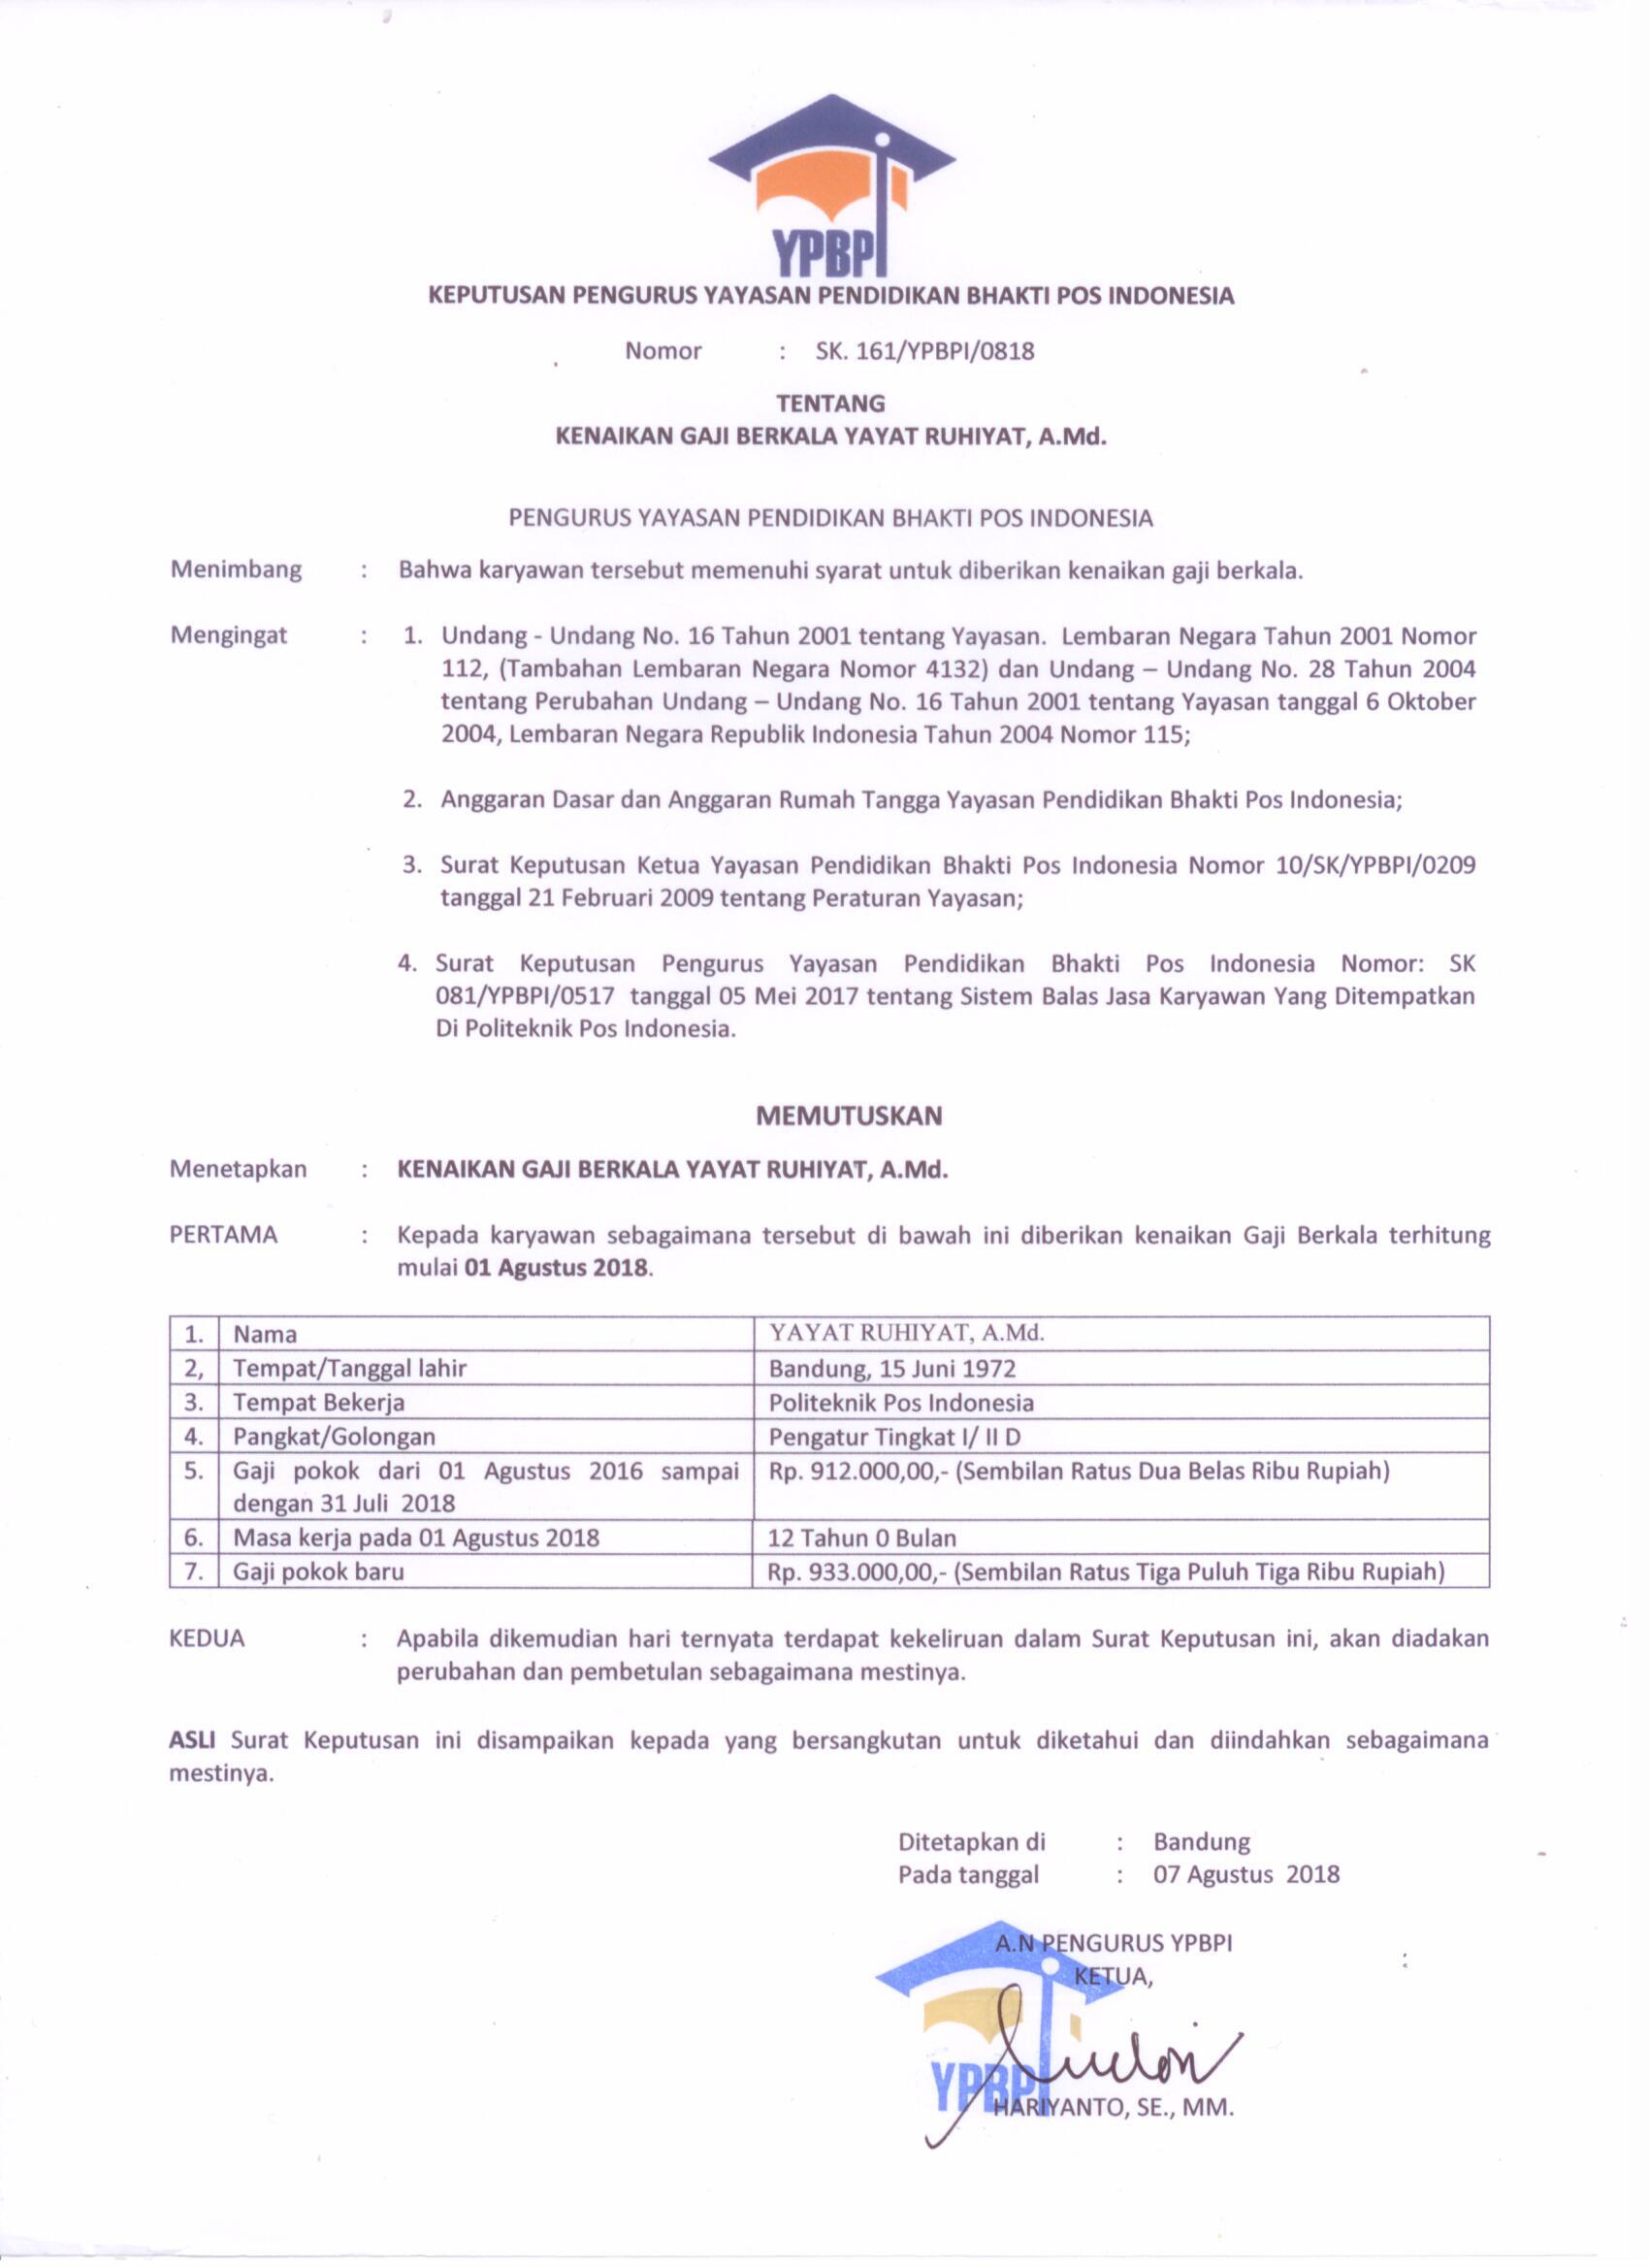 YPBPI
KEPUTUSAN PENGURUS YAYASAN PENDIDIKAN BHAKTI POS INDONESIA
Nomor : SK. 161/YPBPI/0818
TENTANG
KENAIKAN GAJI BERKALA YAYAT RUHIYAT, A.Md.
PENGURUS YAYASAN PENDIDIKAN BHAKTI POS INDONESIA
Menimbang : Bahwa karyawan tersebut memenuhi syarat untuk diberikan kenaikan gaji berkala.
Mengingat : 1. Undang - Undang No. 16 Tahun 2001 tentang Yayasan. Lembaran Negara Tahun 2001 Nomor
112, (Tambahan Lembaran Negara Nomor 4132) dan Undang – Undang No. 28 Tahun 2004
tentang Perubahan Undang – Undang No. 16 Tahun 2001 tentang Yayasan tanggal 6 Oktober
2004, Lembaran Negara Republik Indonesia Tahun 2004 Nomor 115;
2. Anggaran Dasar dan Anggaran Rumah Tangga Yayasan Pendidikan Bhakti Pos Indonesia;
3. Surat Keputusan Ketua Yayasan Pendidikan Bhakti Pos Indonesia Nomor 10/SK/YPBPI/0209
tanggal 21 Februari 2009 tentang Peraturan Yayasan;
4. Surat Keputusan Pengurus Yayasan Pendidikan Bhakti Pos Indonesia Nomor: SK
081/YPBPI/0517 tanggal 05 Mei 2017 tentang Sistem Balas Jasa Karyawan Yang Ditempatkan
Di Politeknik Pos Indonesia.
MEMUTUSKAN
Menetapkan : KENAIKAN GAJI BERKALA YAYAT RUHIYAT, A.Md.
PERTAMA : Kepada karyawan sebagaimana tersebut di bawah ini diberikan kenaikan Gaji Berkala terhitung
mulai 01 Agustus 2018.
1. Nama YAYAT RUHIYAT, A.Md.
2, Tempat/Tanggal lahir Bandung, 15 Juni 1972
3. Tempat Bekerja Politeknik Pos Indonesia
4. Pangkat/Golongan Pengatur Tingkat I/ II D
5. Gaji pokok dari 01 Agustus 2016 sampai Rp. 912.000,00,- (Sembilan Ratus Dua Belas Ribu Rupiah)
dengan 31 Juli 2018
6. Masa kerja pada 01 Agustus 2018 12 Tahun 0 Bulan
7. Gaji pokok baru Rp. 933.000,00,- (Sembilan Ratus Tiga Puluh Tiga Ribu Rupiah)
KEDUA : Apabila dikemudian hari ternyata terdapat kekeliruan dalam Surat Keputusan ini, akan diadakan
perubahan dan pembetulan sebagaimana mestinya.
ASLI Surat Keputusan ini disampaikan kepada yang bersangkutan untuk diketahui dan diindahkan sebagaimana
mestinya.
Ditetapkan di : Bandung
Pada tanggal : 07 Agustus 2018
A.N PENGURUS YPBPI
KETUA,
YPBPI
HARIYANTO, SE., MM.